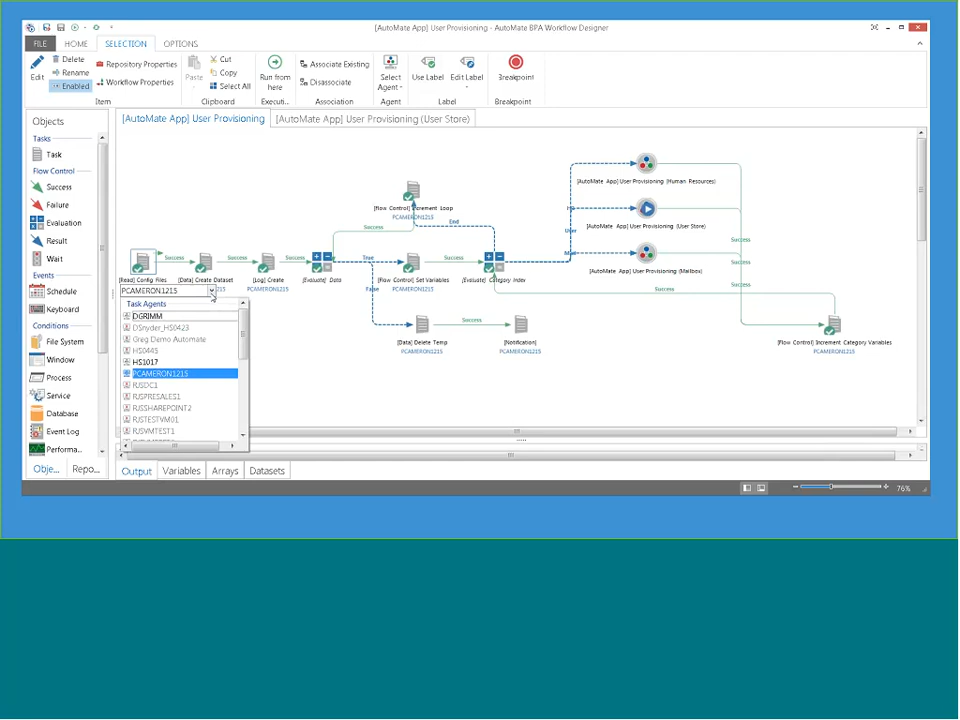 [AutoMate App] User Provisioning - AutoMate BPA Workflow Designer
FILE HOME SELECTION OPTIONS
Edit
Delete
Rename
Enabled
Repository Properties
Workflow Properties
Item
Paste
Cut
Copy
Select All
Clipboard
Run from
here
Executi...
Associate Existing
Disassociate
Association
Select
Agent
Agent
Use Label
Edit Label
Label
Breakpoint
Breakpoint
Objects
Tasks
Task
Flow Control
Success
Failure
Evaluation
Result
Wait
Events
Schedule
Keyboard
Conditions
File System
Window
Process
Service
Database
Event Log
Performa...
Obje... Repo...
[AutoMate App] User Provisioning
[AutoMate App] User Provisioning (User Store)
[Read] Config Files
Success
[Data] Create Dataset
Success
[Log] Create
PCAMERON1215
Success
[Evaluate] Data
Success
[Flow Control] Increment Loop
PCAMERON1215
End
True
False
[Flow Control] Set Variables
PCAMERON1215
Success
[Evaluate] Category Index
User
[AutoMate App] User Provisioning (Human Resources)
[AutoMate App] User Provisioning (User Store)
[AutoMate App] User Provisioning (Mailbox)
Success
Success
Success
Success
[Data] Delete Temp
PCAMERON1215
Success
[Notification]
PCAMERON1215
[Flow Control] Increment Category Variables
PCAMERON1215
PCAMERON1215
Task Agents
DGRIMM
DSnyder_HS0423
Greg Demo Automate
HS0445
HS1017
PCAMERON1215
RJSDC1
RJSPRESALES1
RJSSHAREPOINT2
RJSTESTVM01
RJSVMTEST1
Output Variables Arrays Datasets
76%